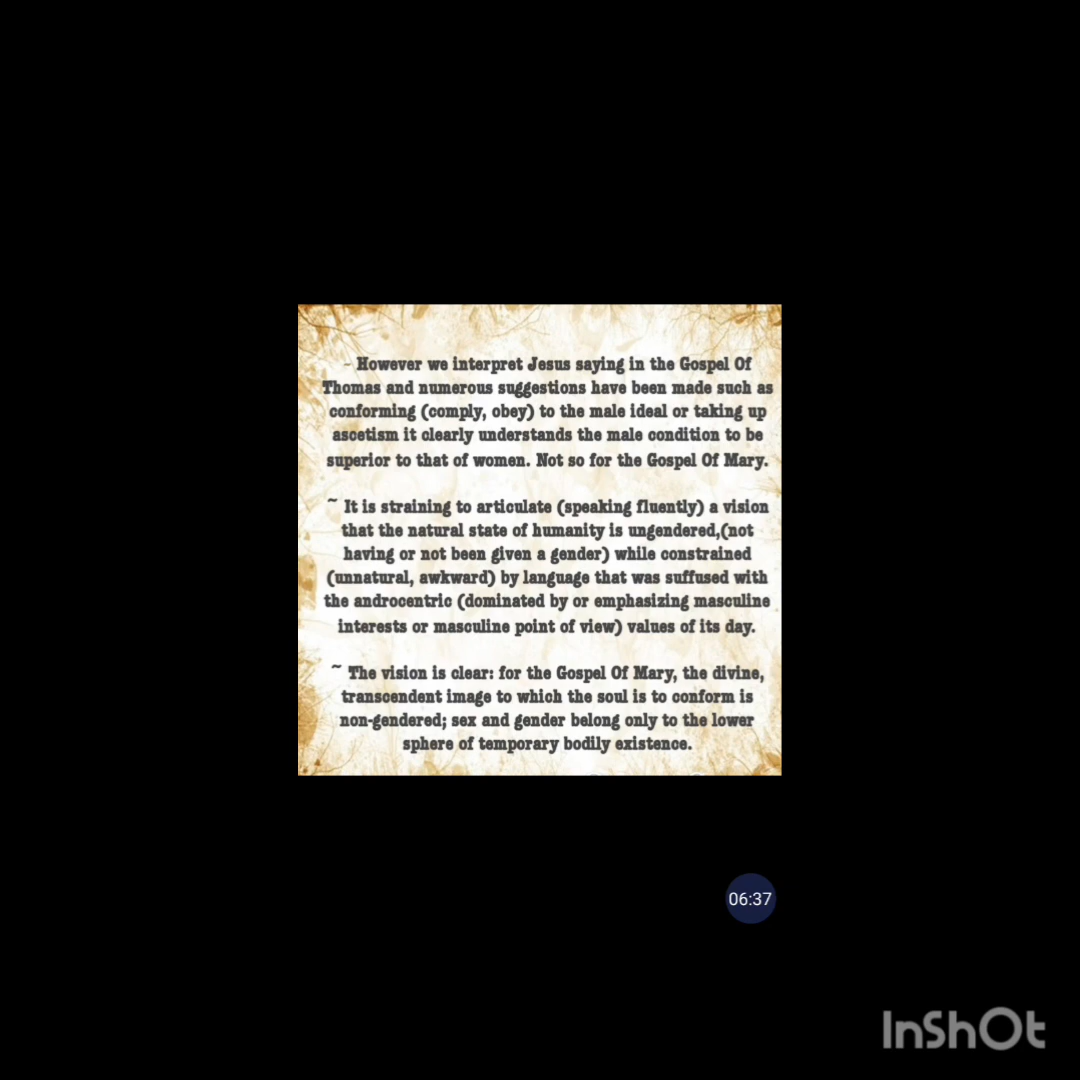 ~ However we interpret Jesus saying in the Gospel Of
Thomas and numerous suggestions have been made such as
conforming (comply, obey) to the male ideal or taking up
ascetism it clearly understands the male condition to be
superior to that of women. Not so for the Gospel Of Mary.
~ It is straining to articulate (speaking fluently) a vision
that the natural state of humanity is ungendered,(not
having or not been given a gender) while constrained
(unnatural, awkward) by language that was suffused with
the androcentric (dominated by or emphasizing masculine
interests or masculine point of view) values of its day.
~ The vision is clear: for the Gospel Of Mary, the divine,
transcendent image to which the soul is to conform is
non-gendered; sex and gender belong only to the lower
sphere of temporary bodily existence.
06:37
InShOt